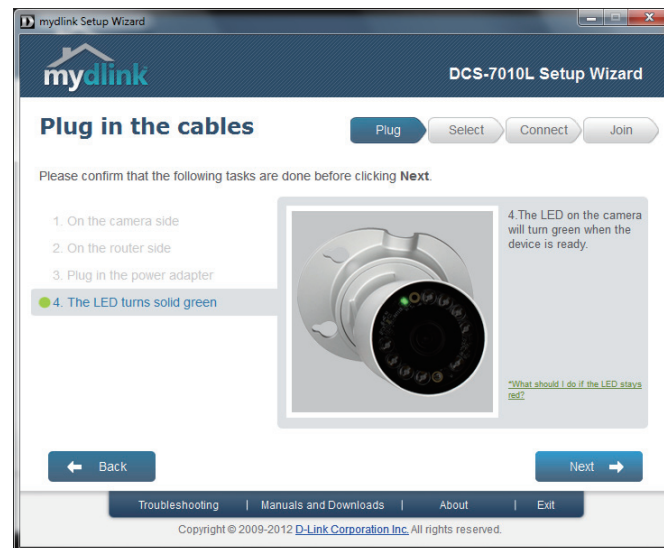 mydlink Setup Wizard
mydlink
DCS-7010L Setup Wizard
Plug in the cables
Plug
Select
Connect
Join
Please confirm that the following tasks are done before clicking Next.
1. On the camera side
2. On the router side
3. Plug in the power adapter
4. The LED turns solid green
4.The LED on the camera
will turn green when the
device is ready.
*What should I do if the LED stays
red?
Back
Next
Troubleshooting | Manuals and Downloads | About | Exit
Copyright © 2009-2012 D-Link Corporation Inc. All rights reserved.